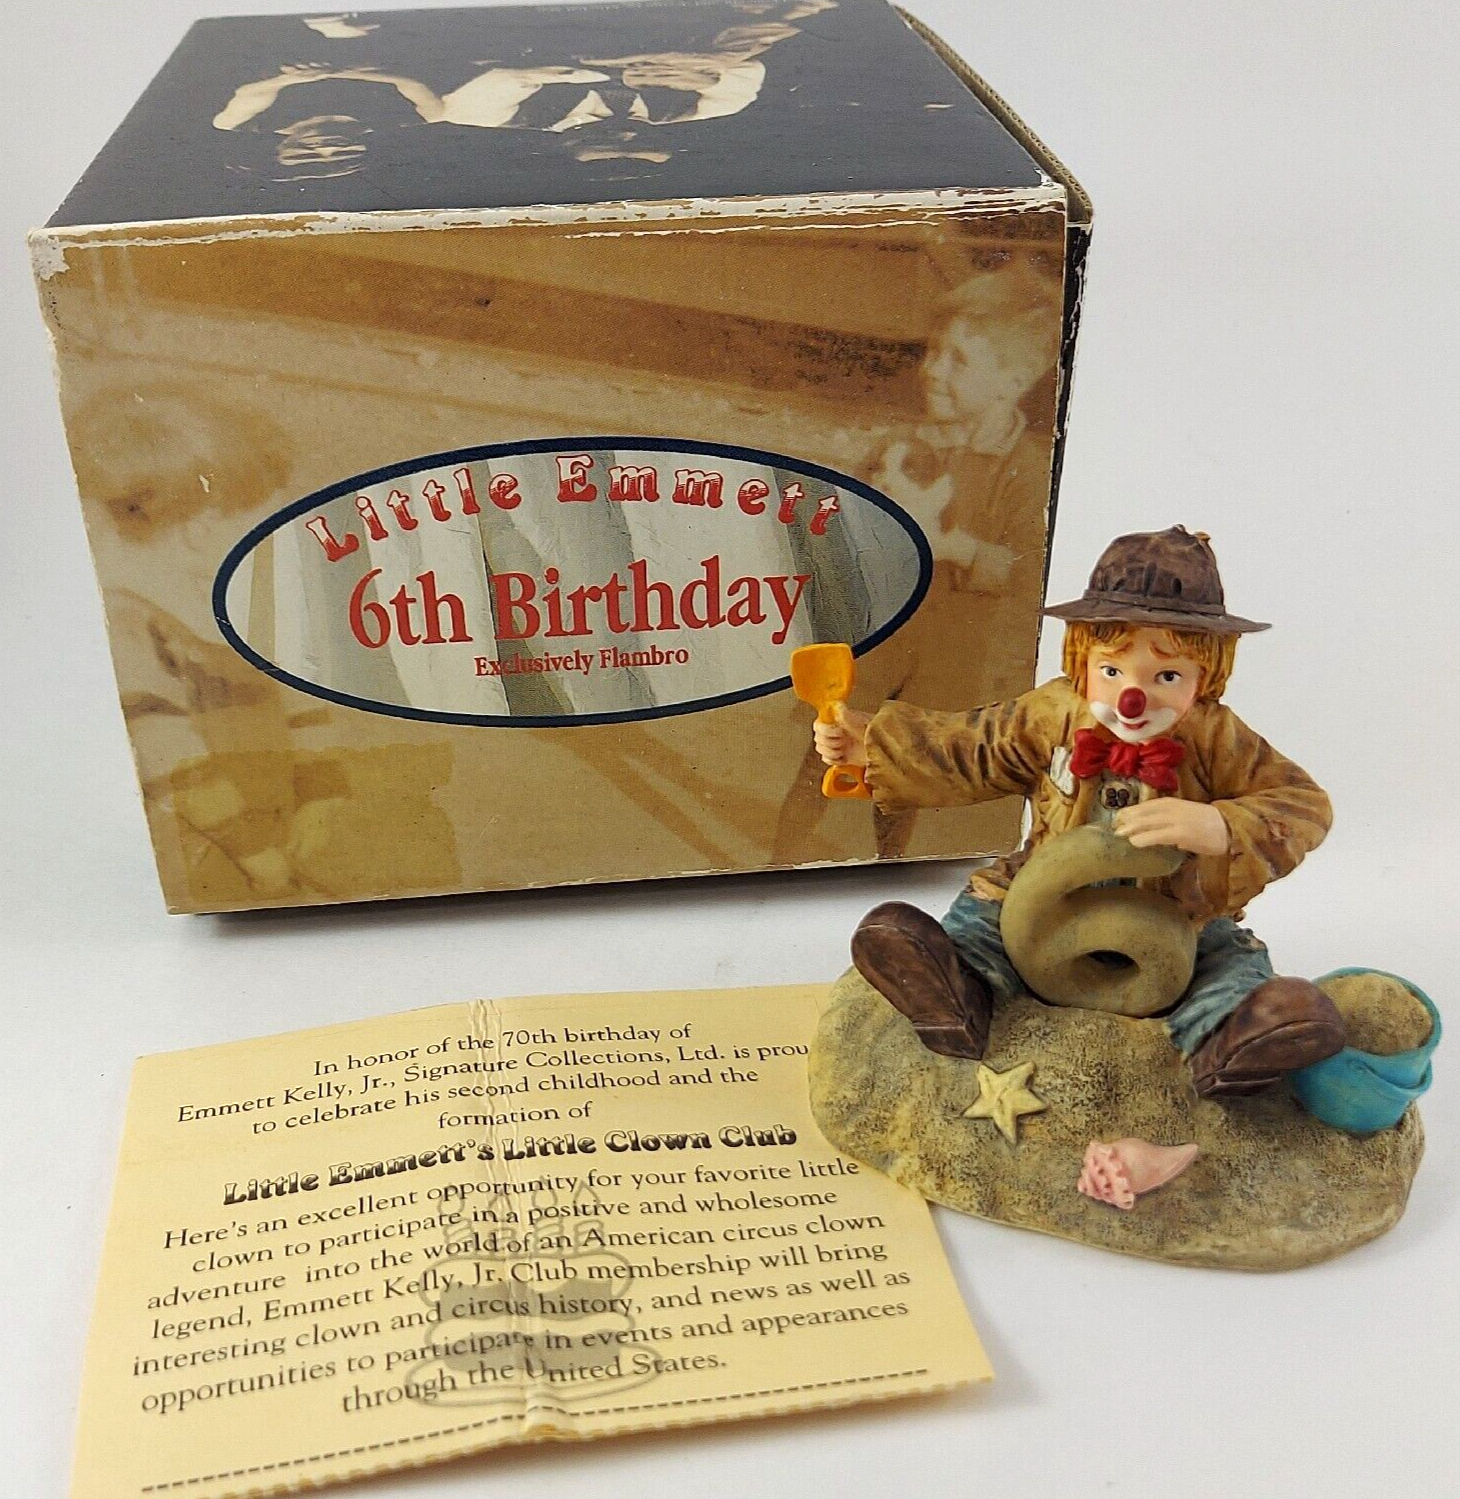 Little Emmett
6th Birthday
Exclusively Flambro
6
In honor of the 70th birthday of
Emmett Kelly, Jr., Signature Collections, Ltd. is prou
to celebrate his second childhood and the
formation of
Little Emmett's Little Clown Club
Here's an excellent opportunity for your favorite little
clown to participate in a positive and wholesome
adventure into the world of an American circus clown
legend, Emmett Kelly, Jr. Club membership will bring
interesting clown and circus history, and news as well as
opportunities to participate in events and appearances
through the United States.